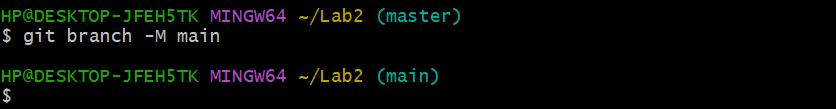 HP@DESKTOP-JFEH5TK MINGW64 ~/Lab2 (master)
$ git branch -M main
HP@DESKTOP-JFEH5TK MINGW64 ~/Lab2 (main)
$